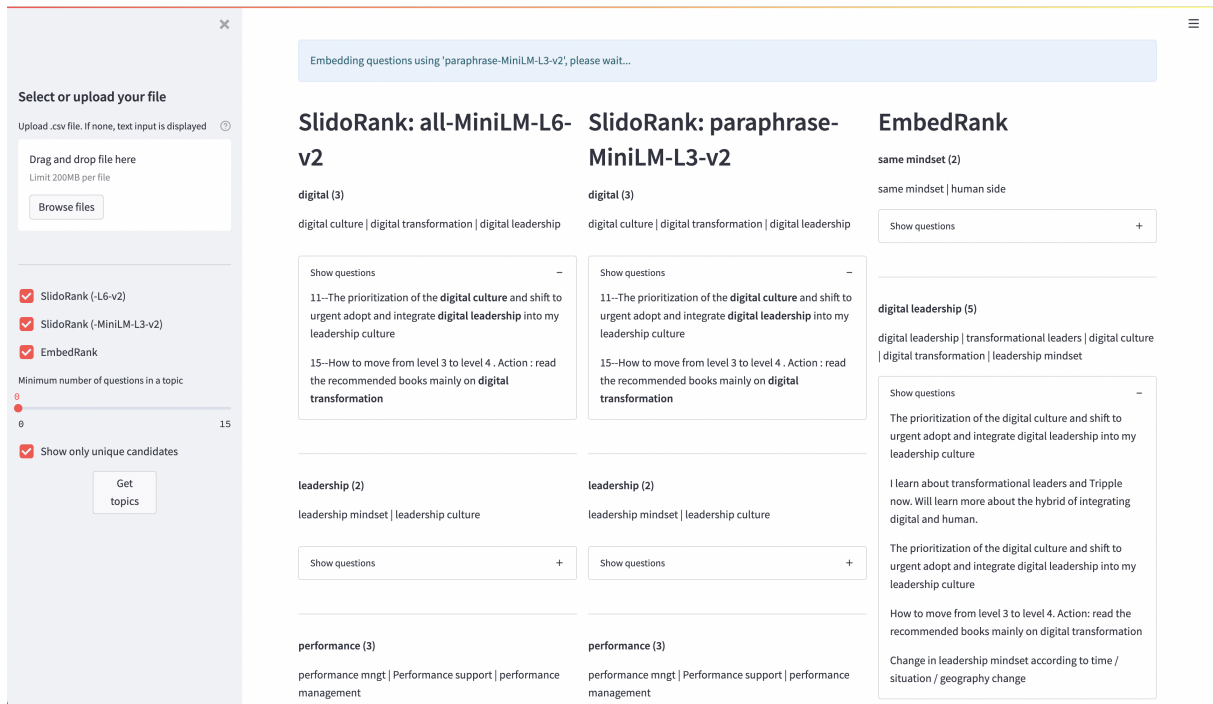 Select or upload your file
Upload .csv file. If none, text input is displayed
Drag and drop file here
Limit 200MB per file
Browse files
SlidoRank (-L6-v2)
SlidoRank (-MiniLM-L3-v2)
EmbedRank
Minimum number of questions in a topic
0
0
15
Show only unique candidates
Get
topics
Embedding questions using 'paraphrase-MiniLM-L3-v2', please wait...
SlidoRank: all-MiniLM-L6-
v2
digital (3)
digital culture | digital transformation | digital leadership
Show questions
11--The prioritization of the digital culture and shift to
urgent adopt and integrate digital leadership into my
leadership culture
15--How to move from level 3 to level 4 . Action : read
the recommended books mainly on digital
transformation
leadership (2)
leadership mindset | leadership culture
Show questions
performance (3)
performance mngt | Performance support | performance
management
SlidoRank: paraphrase-
MiniLM-L3-v2
digital (3)
digital culture | digital transformation | digital leadership
Show questions
11--The prioritization of the digital culture and shift to
urgent adopt and integrate digital leadership into my
leadership culture
15--How to move from level 3 to level 4 . Action : read
the recommended books mainly on digital
transformation
leadership (2)
leadership mindset | leadership culture
Show questions
performance (3)
performance mngt | Performance support | performance
management
EmbedRank
same mindset (2)
same mindset | human side
Show questions
digital leadership (5)
digital leadership | transformational leaders | digital culture
| digital transformation | leadership mindset
Show questions
The prioritization of the digital culture and shift to
urgent adopt and integrate digital leadership into my
leadership culture
I learn about transformational leaders and Tripple
now. Will learn more about the hybrid of integrating
digital and human.
The prioritization of the digital culture and shift to
urgent adopt and integrate digital leadership into my
leadership culture
How to move from level 3 to level 4. Action: read the
recommended books mainly on digital transformation
Change in leadership mindset according to time /
situation / geography change